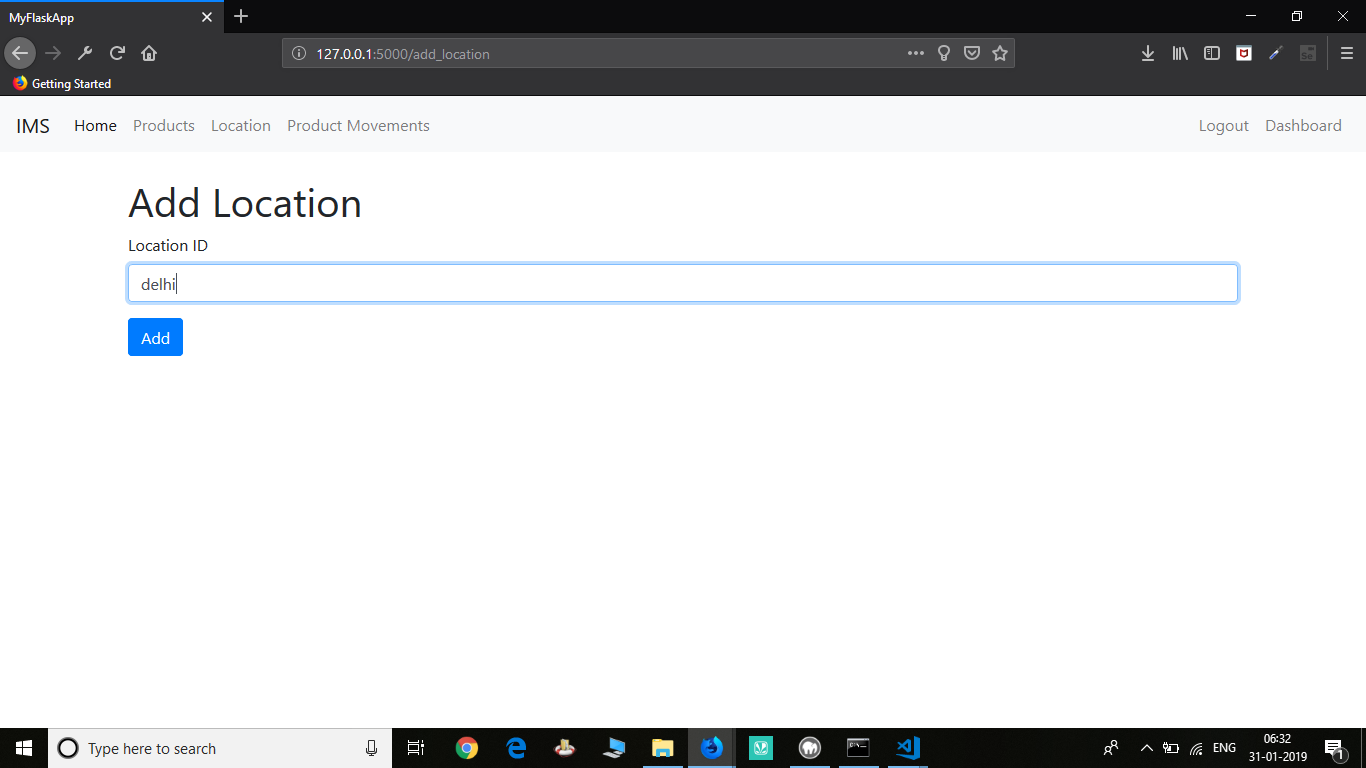 MyFlaskApp
127.0.0.1:5000/add_location
Getting Started
IMS Home Products Location Product Movements Logout Dashboard
Add Location
Location ID
delhi
Add
Type here to search
ENG
06:32
31-01-2019
1